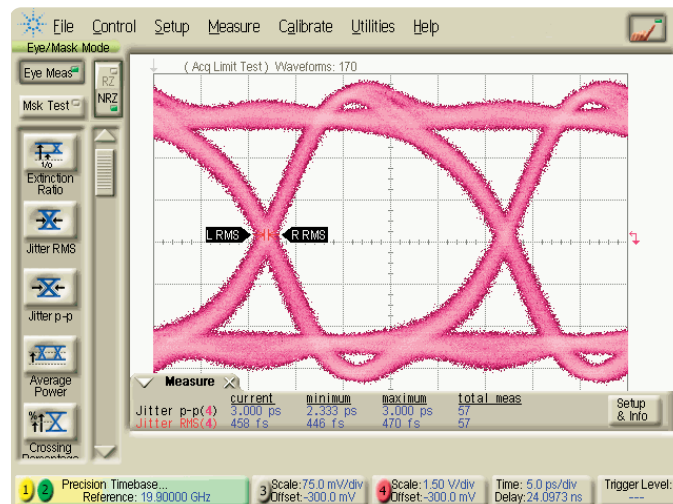 File Control Setup Measure Calibrate Utilities Help
Eye/Mask Mode
Eye Meas
RZ
NRZ
Msk Test
( Acq Limit Test ) Waveforms: 170
1/0
Extinction
Ratio
L RMS R RMS
Jitter RMS
Jitter p-p
Average
Power
%
Crossing
Percentage
Measure
current minimum maximum total meas
Jitter p-p(4) 3.000 ps 2.333 ps 3.000 ps 57
Jitter RMS(4) 458 fs 446 fs 470 fs 57
Setup
& Info
1 2 Precision Timebase...
Reference: 19.90000 GHz
3 Scale:75.0 mV/div
Offset:-300.0 mV
4 Scale:1.50 V/div
Offset:-300.0 mV
Time: 5.0 ps/div
Delay:24.0973 ns
Trigger Level:
---